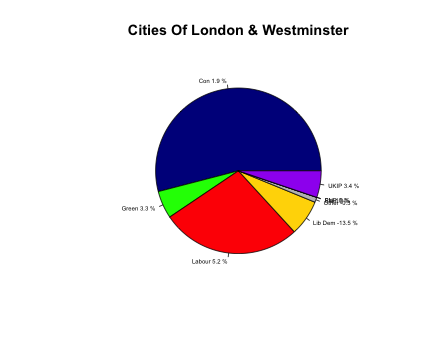 Cities Of London & Westminster
Con 1.9 %
UKIP 3.4 %
Green 3.3 %
Lib Dem -13.5 %
Labour 5.2 %